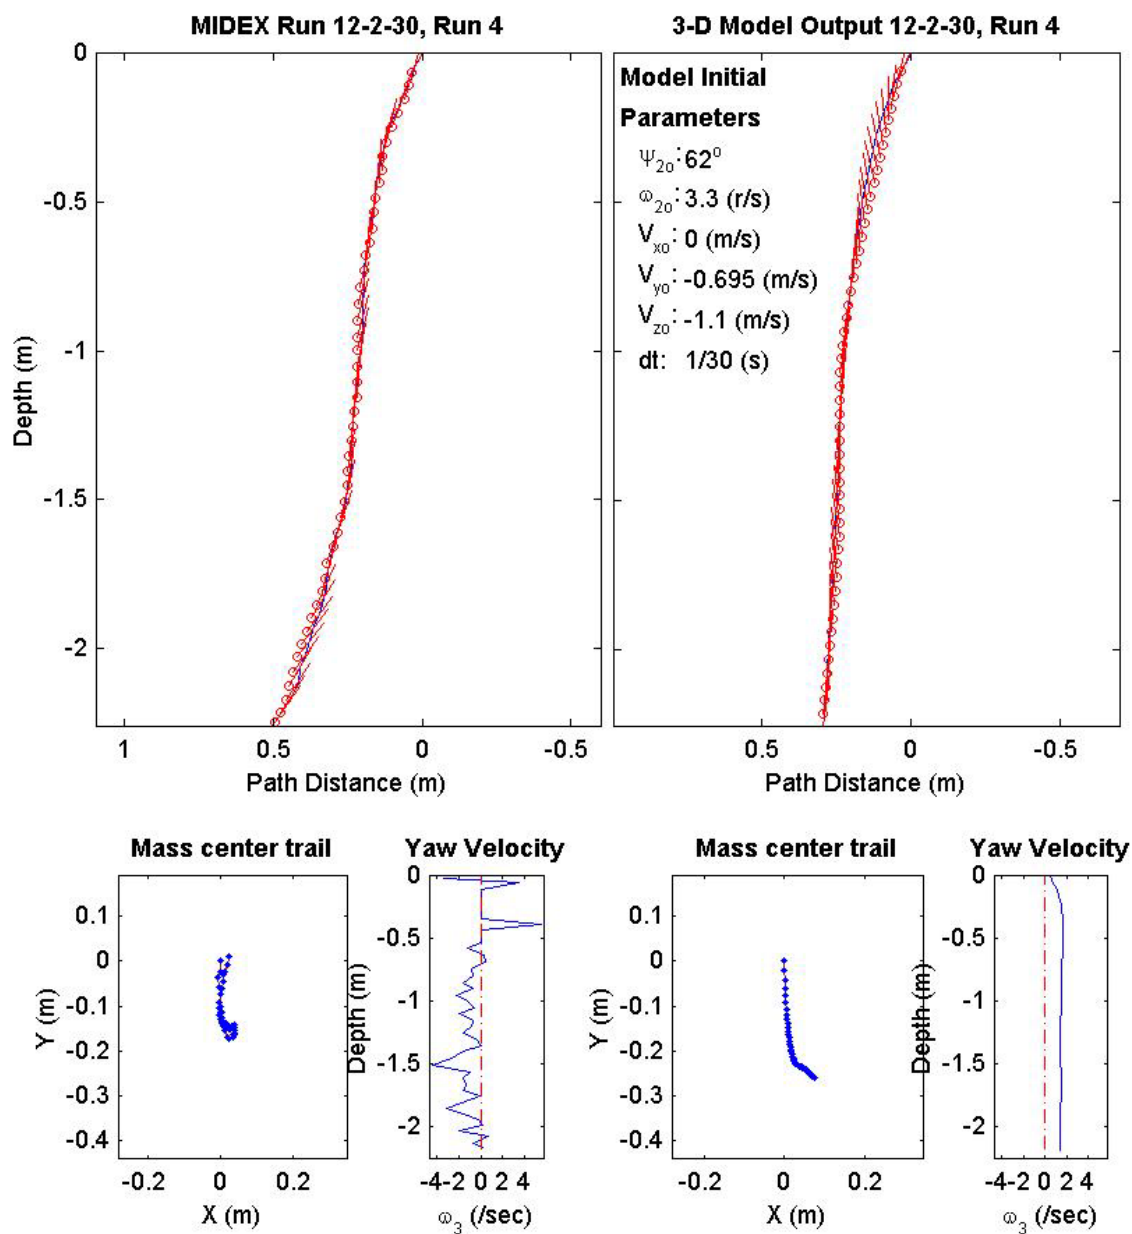 MIDEX Run 12-2-30, Run 4
3-D Model Output 12-2-30, Run 4
Model Initial
Parameters
Ψ2o: 62o
ω2o: 3.3 (r/s)
Vxo: 0 (m/s)
Vyo: -0.695 (m/s)
Vzo: -1.1 (m/s)
dt: 1/30 (s)
0
-0.5
-1
-1.5
-2
Depth (m)
1 0.5 0 -0.5
Path Distance (m)
0.5 0 -0.5
Path Distance (m)
Mass center trail
0.1
0
-0.1
-0.2
-0.3
-0.4
Y (m)
-0.2 0 0.2
X (m)
Yaw Velocity
0
-0.5
-1
-1.5
-2
Depth (m)
-4 -2 0 2 4
ω3 (/sec)
Mass center trail
0.1
0
-0.1
-0.2
-0.3
-0.4
Y (m)
-0.2 0 0.2
X (m)
Yaw Velocity
0
-0.5
-1
-1.5
-2
Depth (m)
-4 -2 0 2 4
ω3 (/sec)